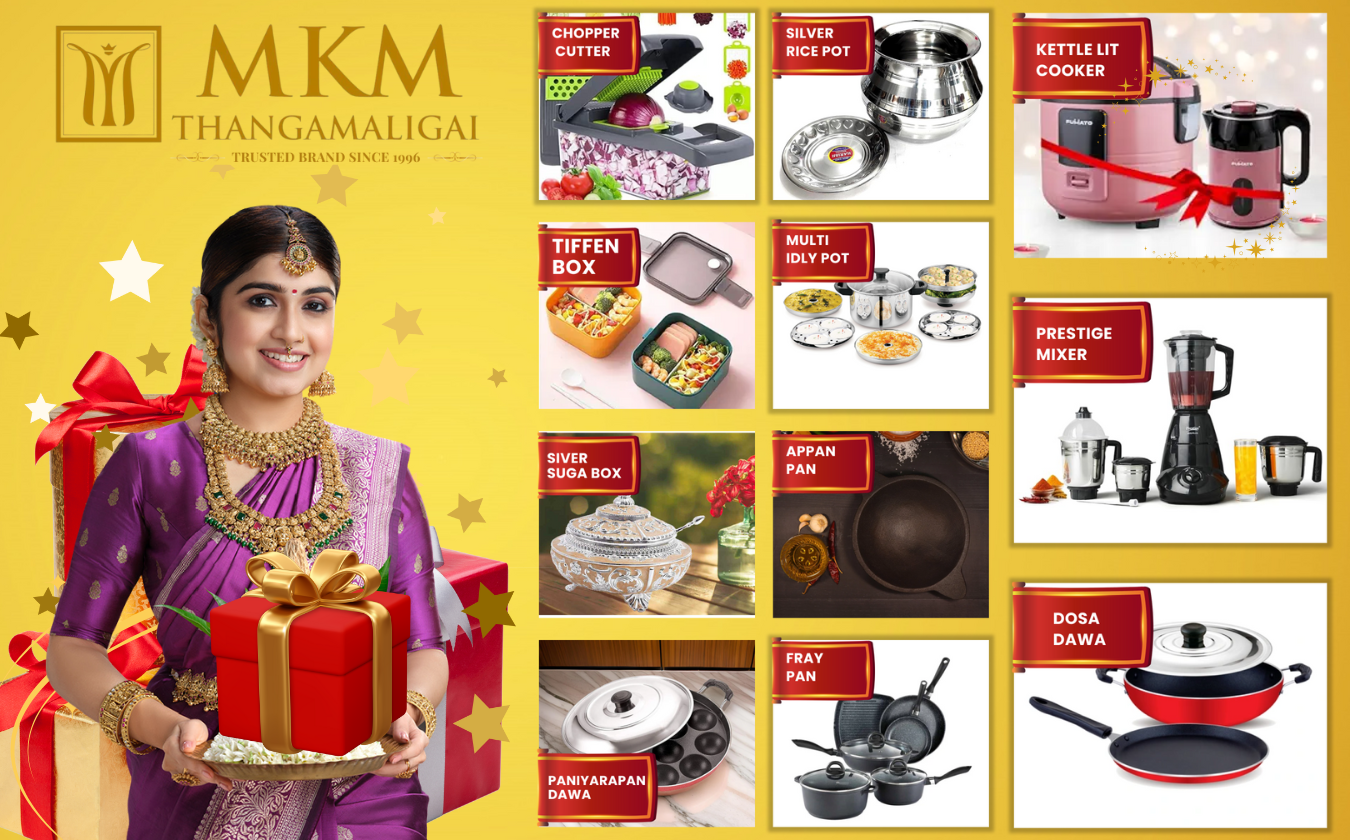 MKM
THANGAMALIGAI
TRUSTED BRAND SINCE 1996
CHOPPER
CUTTER
SILVER
RICE POT
KETTLE LIT
COOKER
TIFFEN
BOX
MULTI
IDLY POT
PRESTIGE
MIXER
SIVER
SUGA BOX
APPAN
PAN
DOSA
DAWA
PANIYARAPAN
DAWA
FRAY
PAN